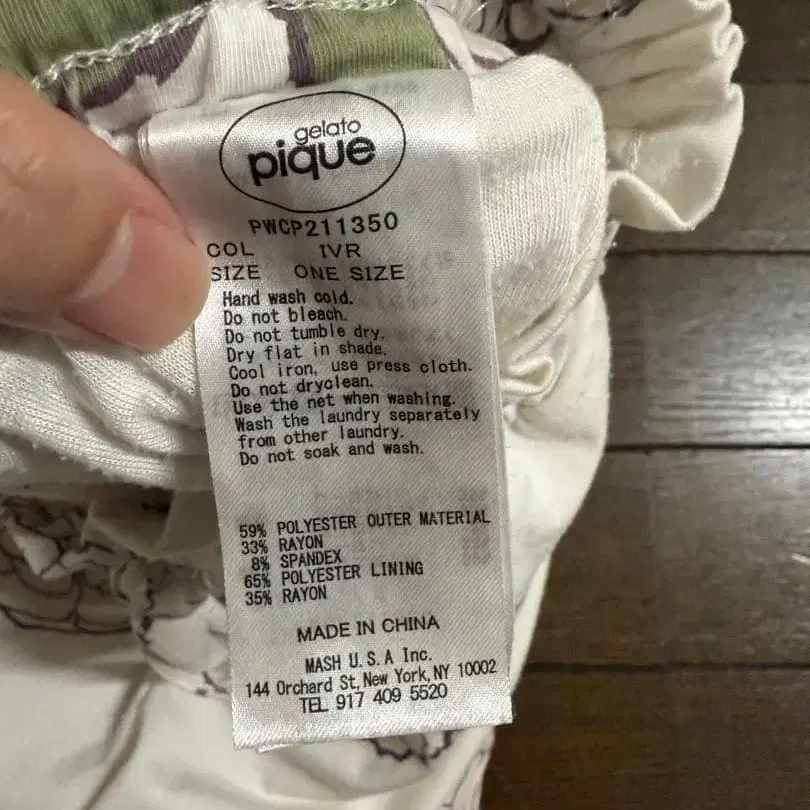 gelato
pique
PWCP211350
COL IVR
SIZE ONE SIZE
Hand wash cold.
Do not bleach.
Do not tumble dry.
Dry flat in shade.
Cool iron, use press cloth.
Do not dryclean.
Use the net when washing.
Wash the laundry separately
from other laundry.
Do not soak and wash.
59% POLYESTER OUTER MATERIAL
33% RAYON
8% SPANDEX
65% POLYESTER LINING
35% RAYON
MADE IN CHINA
MASH U.S.A Inc.
144 Orchard St, New York, NY 10002
TEL 917 409 5520